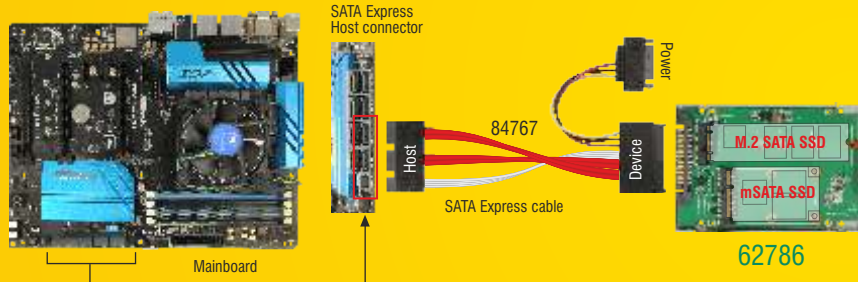 SATA Express
Host connector
Mainboard
Host
84767
SATA Express cable
Device
Power
M.2 SATA SSD
mSATA SSD
62786